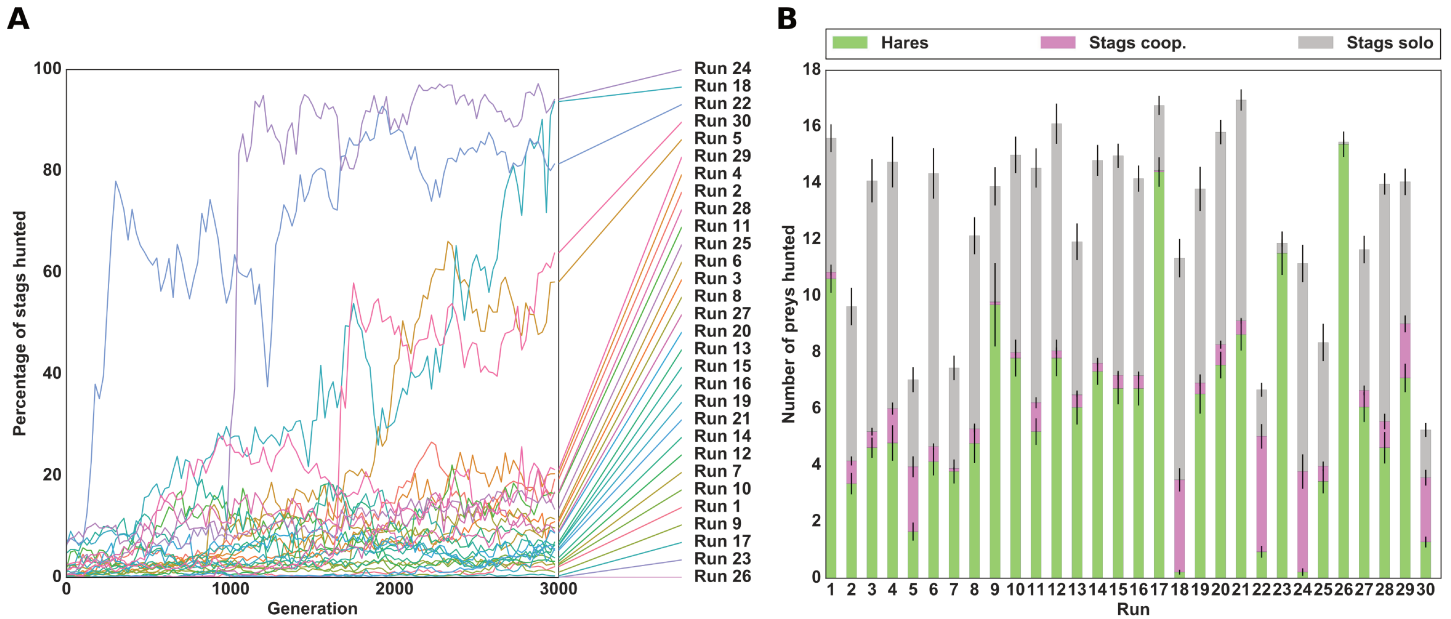 A
Percentage of stags hunted
100
80
60
40
20
0
0 1000 2000 3000
Generation
Run 24
Run 18
Run 22
Run 30
Run 5
Run 29
Run 4
Run 2
Run 28
Run 11
Run 25
Run 6
Run 3
Run 8
Run 27
Run 20
Run 13
Run 15
Run 16
Run 19
Run 21
Run 14
Run 12
Run 7
Run 10
Run 1
Run 9
Run 17
Run 23
Run 26
B
Hares Stags coop. Stags solo
Number of preys hunted
18
16
14
12
10
8
6
4
2
0
1 2 3 4 5 6 7 8 9 10 11 12 13 14 15 16 17 18 19 20 21 22 23 24 25 26 27 28 29 30
Run